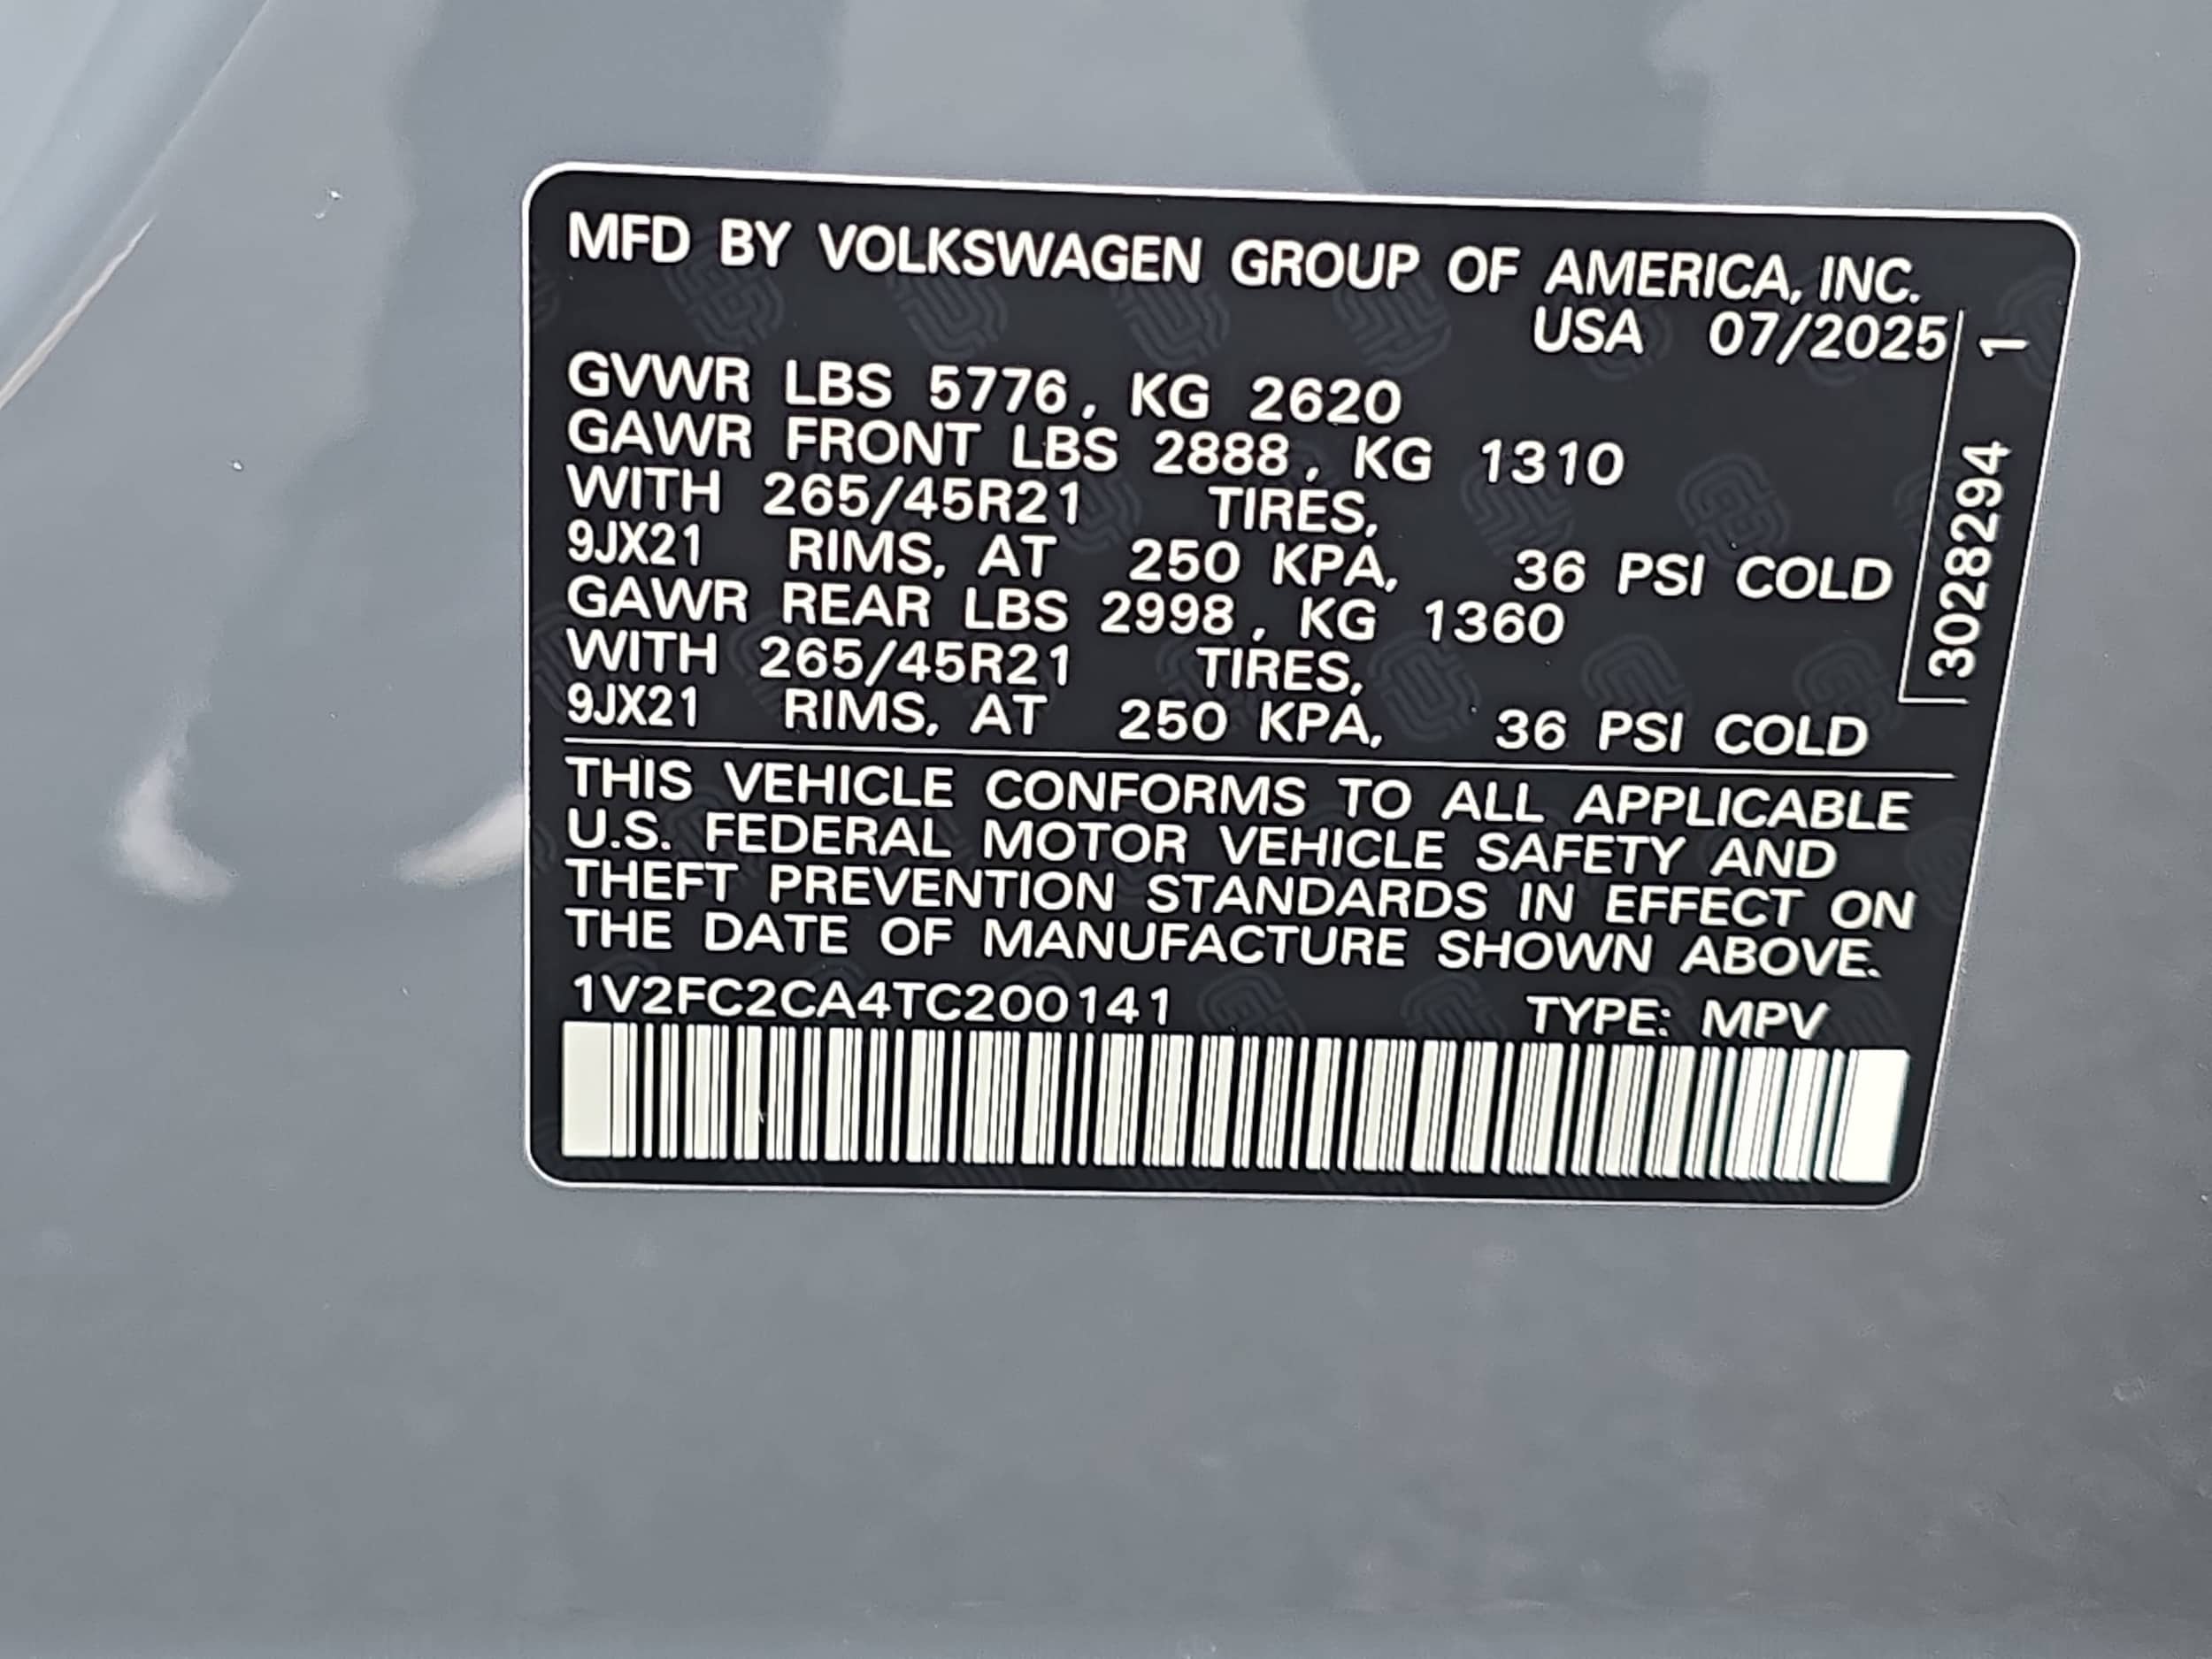 MFD BY VOLKSWAGEN GROUP OF AMERICA, INC.
USA 07/2025
GVWR LBS 5776, KG 2620
GAWR FRONT LBS 2888, KG 1310
WITH 265/45R21 TIRES,
9JX21 RIMS, AT 250 KPA, 36 PSI COLD
GAWR REAR LBS 2998, KG 1360
WITH 265/45R21 TIRES,
9JX21 RIMS, AT 250 KPA, 36 PSI COLD
3028294 1
THIS VEHICLE CONFORMS TO ALL APPLICABLE
U.S. FEDERAL MOTOR VEHICLE SAFETY AND
THEFT PREVENTION STANDARDS IN EFFECT ON
THE DATE OF MANUFACTURE SHOWN ABOVE.
1V2FC2CA4TC200141 TYPE: MPV